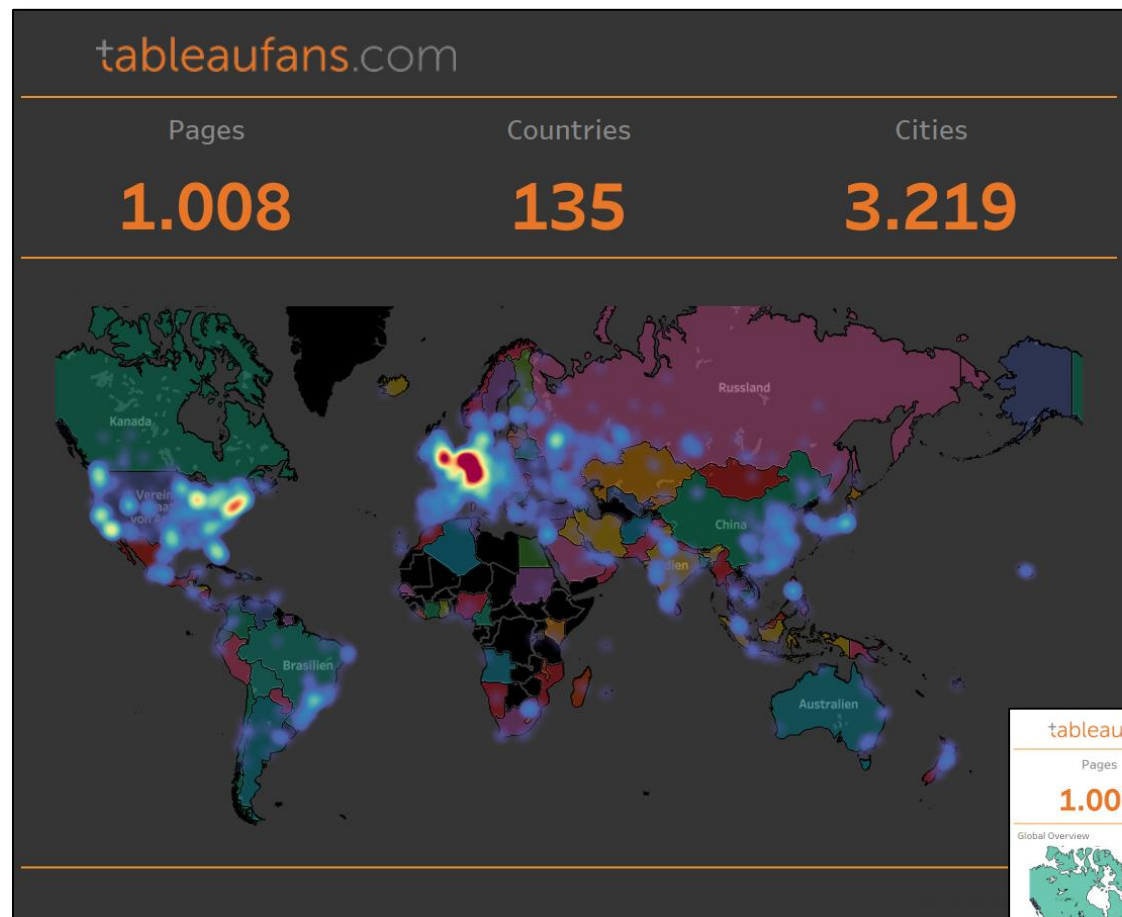 tableaufans.com
Pages Countries Cities
1.008 135 3.219
Russland
Kanada
China
Brasilien
Australien
tableau
Pages
1.00
Global Overview